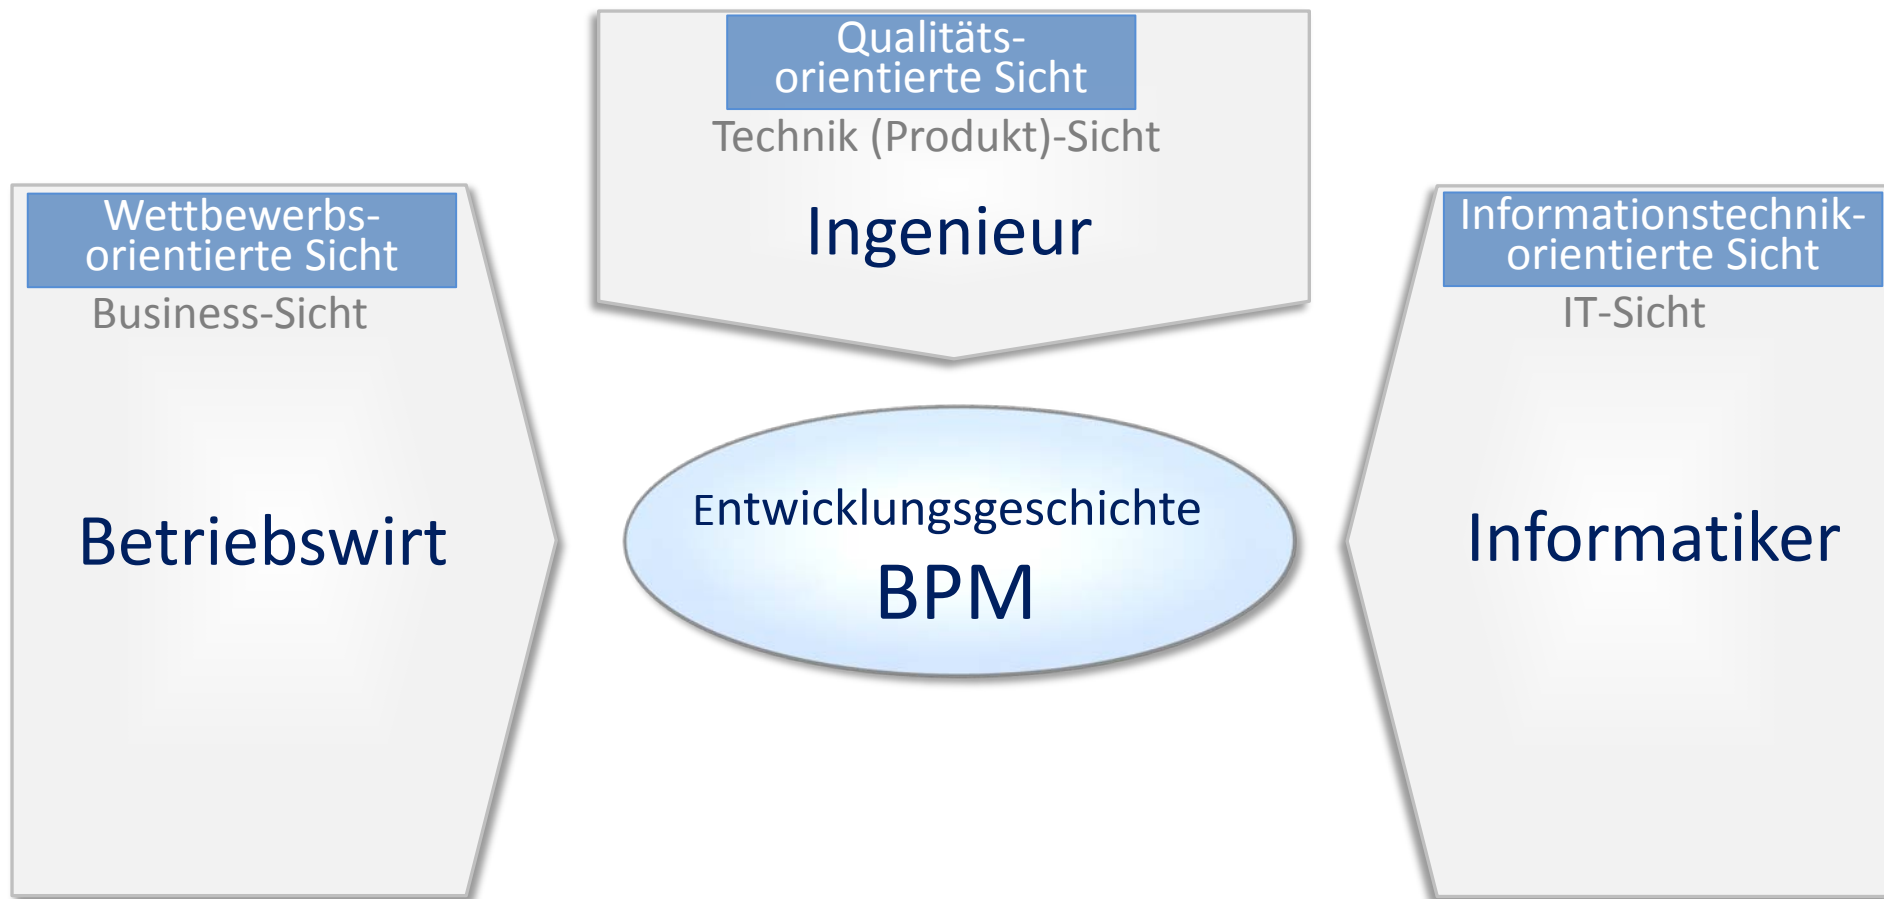 Qualitäts-
orientierte Sicht
Technik (Produkt)-Sicht
Ingenieur
Wettbewerbs-
orientierte Sicht
Business-Sicht
Betriebswirt
Entwicklungsgeschichte
BPM
Informationstechnik-
orientierte Sicht
IT-Sicht
Informatiker